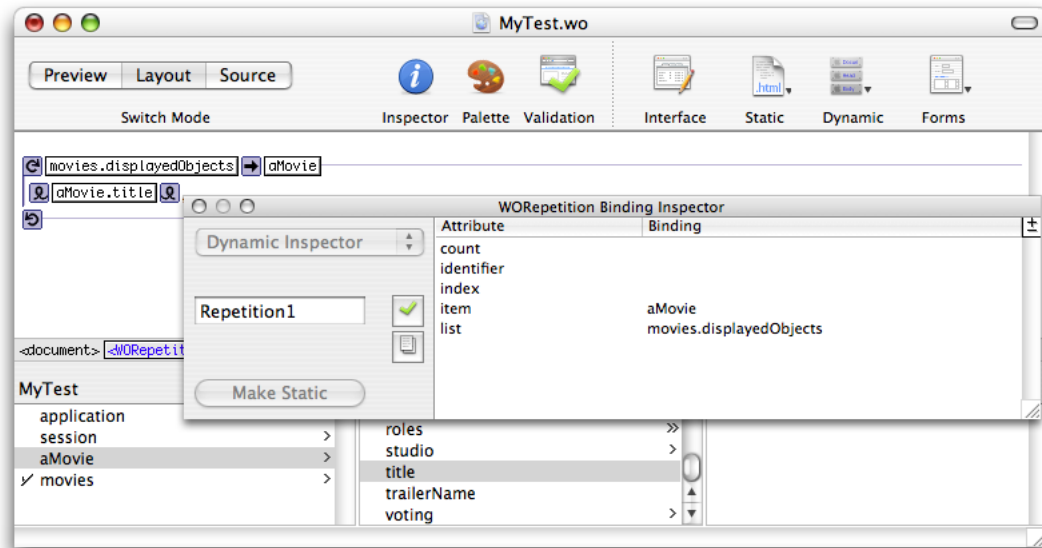 MyTest.wo
Preview Layout Source
Switch Mode
Inspector Palette Validation Interface Static Dynamic Forms
.html
movies.displayedObjects aMovie
aMovie.title
WORepetition Binding Inspector
Dynamic Inspector
Repetition1
Make Static
Attribute Binding
count
identifier
index
item aMovie
list movies.displayedObjects
<document> <WORepetit
MyTest
application
session >
aMovie >
movies >
roles »
studio >
title
trailerName
voting >